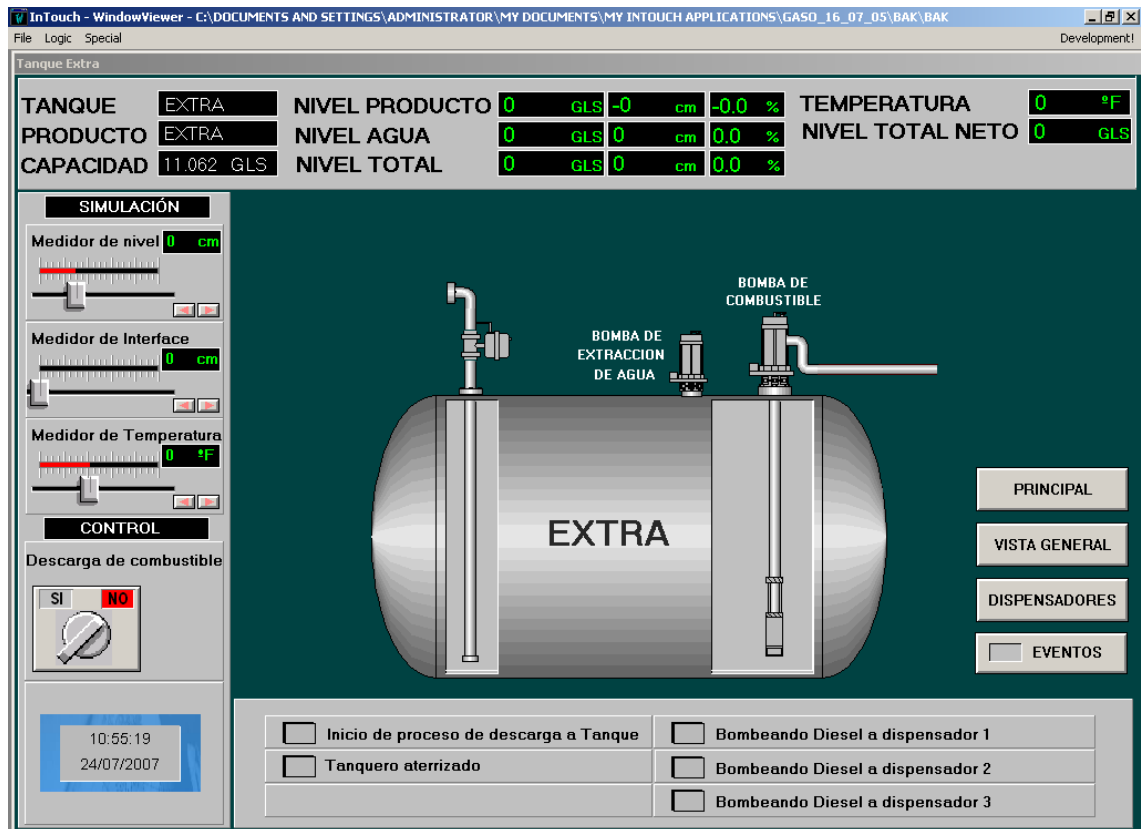 InTouch - WindowViewer - C:\DOCUMENTS AND SETTINGS\ADMINISTRATOR\MY DOCUMENTS\MY INTOUCH APPLICATIONS\GASO_16_07_05\BAK\BAK
File Logic Special Development!
Tanque Extra
TANQUE EXTRA NIVEL PRODUCTO 0 GLS -0 cm -0.0 % TEMPERATURA 0 ºF
PRODUCTO EXTRA NIVEL AGUA 0 GLS 0 cm 0.0 % NIVEL TOTAL NETO 0 GLS
CAPACIDAD 11.062 GLS NIVEL TOTAL 0 GLS 0 cm 0.0 %
SIMULACIÓN
Medidor de nivel 0 cm
Medidor de Interface
0 cm
Medidor de Temperatura
0 ºF
CONTROL
Descarga de combustible
SI NO
10:55:19
24/07/2007
BOMBA DE
COMBUSTIBLE
BOMBA DE
EXTRACCION
DE AGUA
EXTRA
PRINCIPAL
VISTA GENERAL
DISPENSADORES
EVENTOS
Inicio de proceso de descarga a Tanque Bombeando Diesel a dispensador 1
Tanquero aterrizado Bombeando Diesel a dispensador 2
Bombeando Diesel a dispensador 3